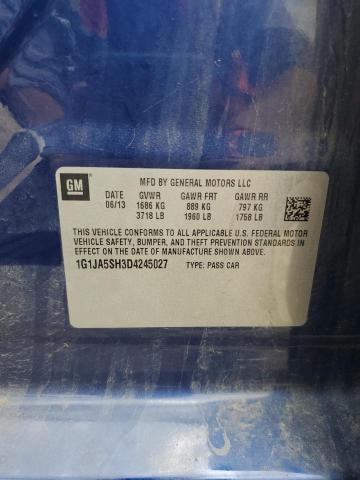 GM
MFD BY GENERAL MOTORS LLC
DATE GVWR GAWR FRT GAWR RR
06/13 1686 KG 889 KG 797 KG
3718 LB 1960 LB 1758 LB
THIS VEHICLE CONFORMS TO ALL APPLICABLE U.S. FEDERAL MOTOR
VEHICLE SAFETY, BUMPER, AND THEFT PREVENTION STANDARDS
IN EFFECT ON THE DATE OF MANUFACTURE SHOWN ABOVE.
1G1JA5SH3D4245027 TYPE: PASS CAR